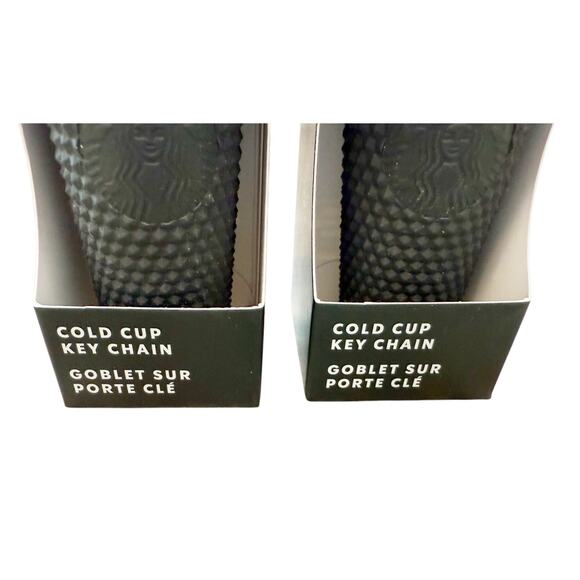 COLD CUP
KEY CHAIN
GOBLET SUR
PORTE CLÉ
COLD CUP
KEY CHAIN
GOBLET SUR
PORTE CLÉ